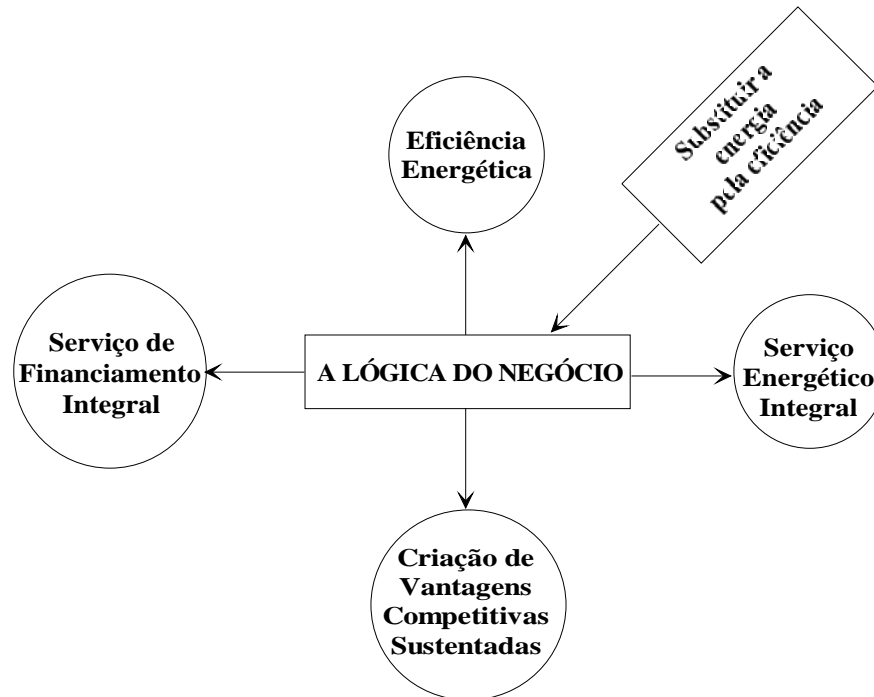 Substituir a
energia
pela eficiência
Eficiência
Energética
Serviço de
Financiamento
Integral
A LÓGICA DO NEGÓCIO
Serviço
Energético
Integral
Criação de
Vantagens
Competitivas
Sustentadas